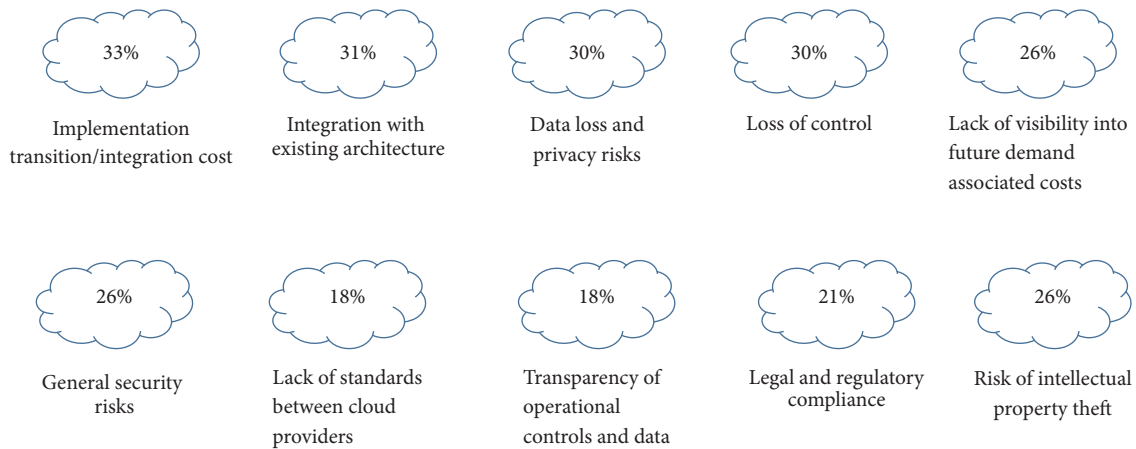 33%
31%
30%
30%
26%
Implementation
transition/integration cost
Integration with
existing architecture
Data loss and
privacy risks
Loss of control
Lack of visibility into
future demand
associated costs
26%
18%
18%
21%
26%
General security
risks
Lack of standards
between cloud
providers
Transparency of
operational
controls and data
Legal and regulatory
compliance
Risk of intellectual
property theft